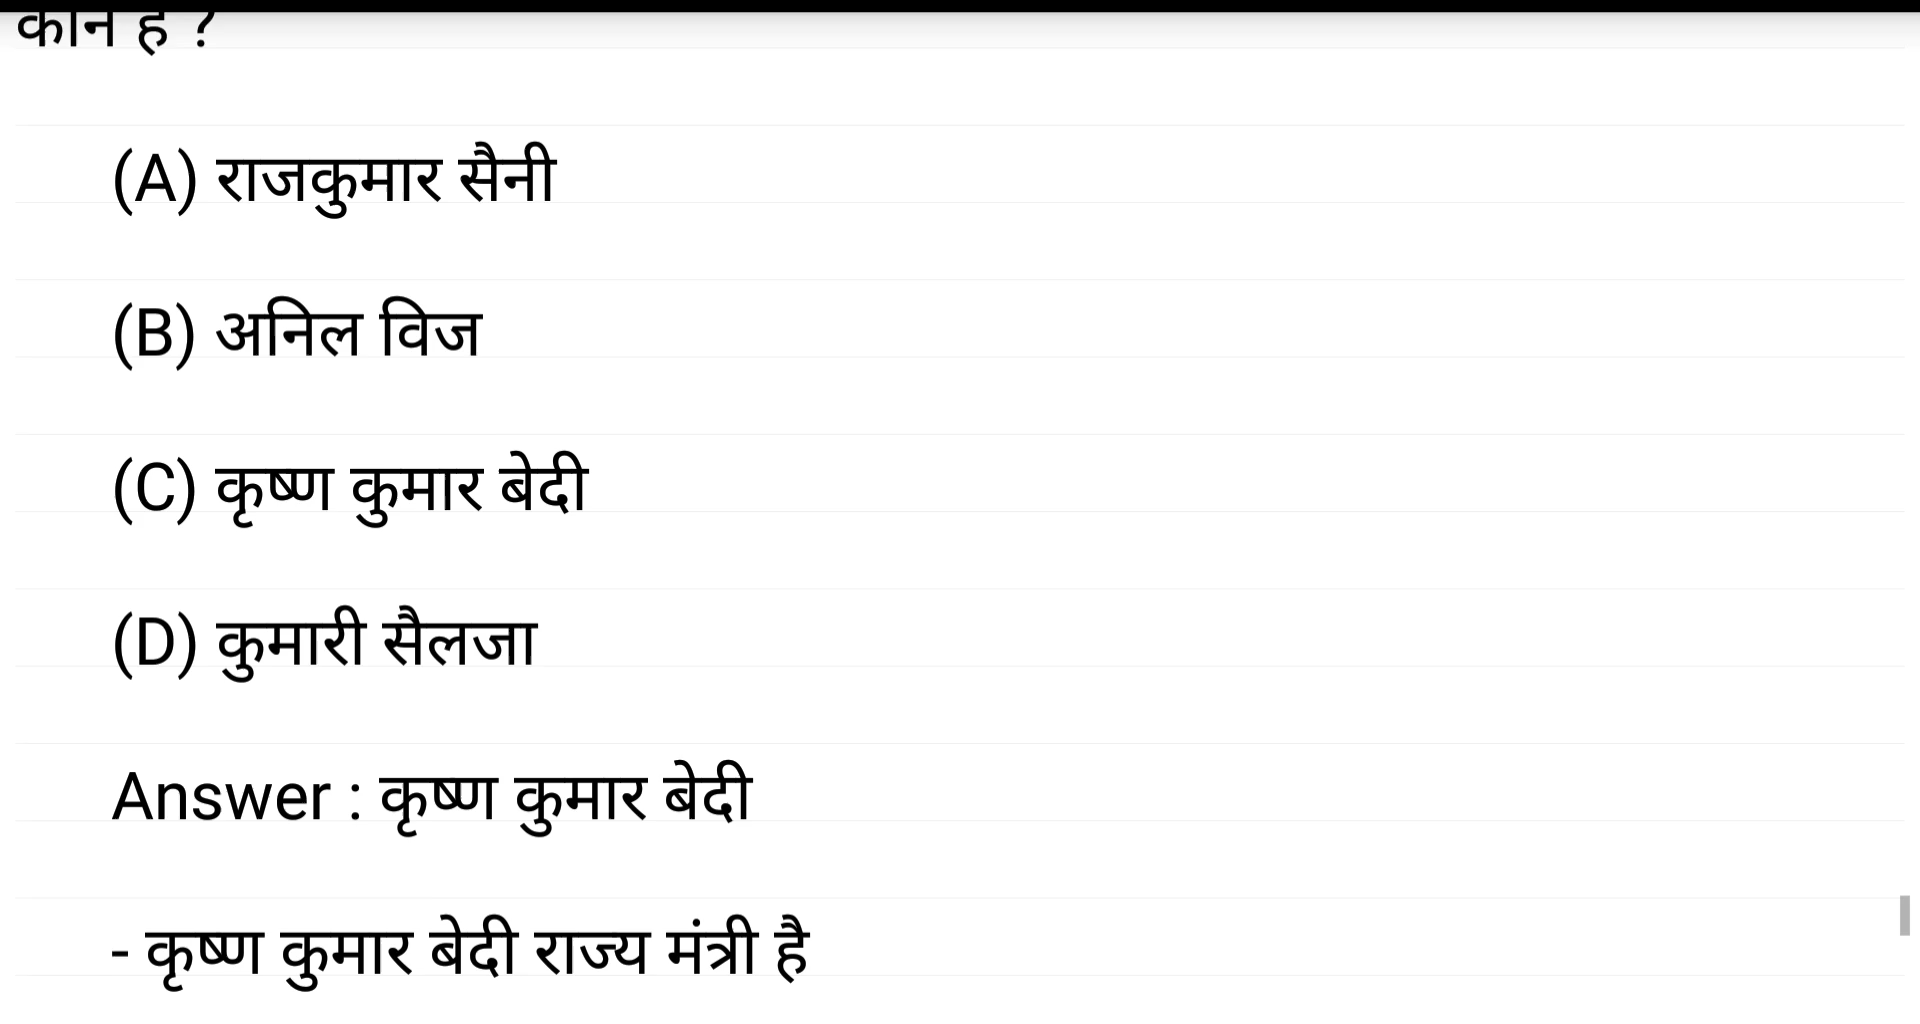 कौन है ?
(A) राजकुमार सैनी
(B) अनिल विज
(C) कृष्ण कुमार बेदी
(D) कुमारी सैलजा
Answer : कृष्ण कुमार बेदी
- कृष्ण कुमार बेदी राज्य मंत्री है